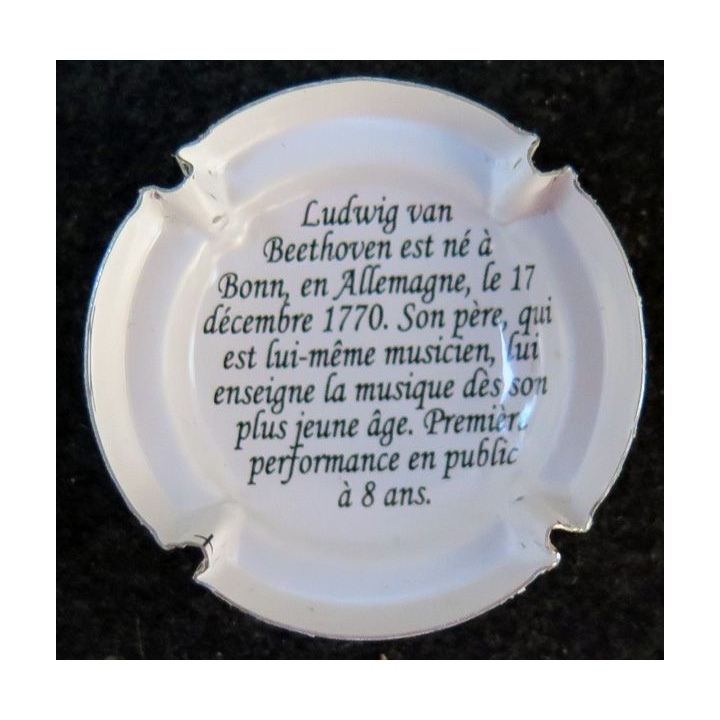 Ludwig van
Beethoven est né à
Bonn, en Allemagne, le 17
décembre 1770. Son père, qui
est lui-même musicien, lui
enseigne la musique dès son
plus jeune âge. Première
performance en public
à 8 ans.